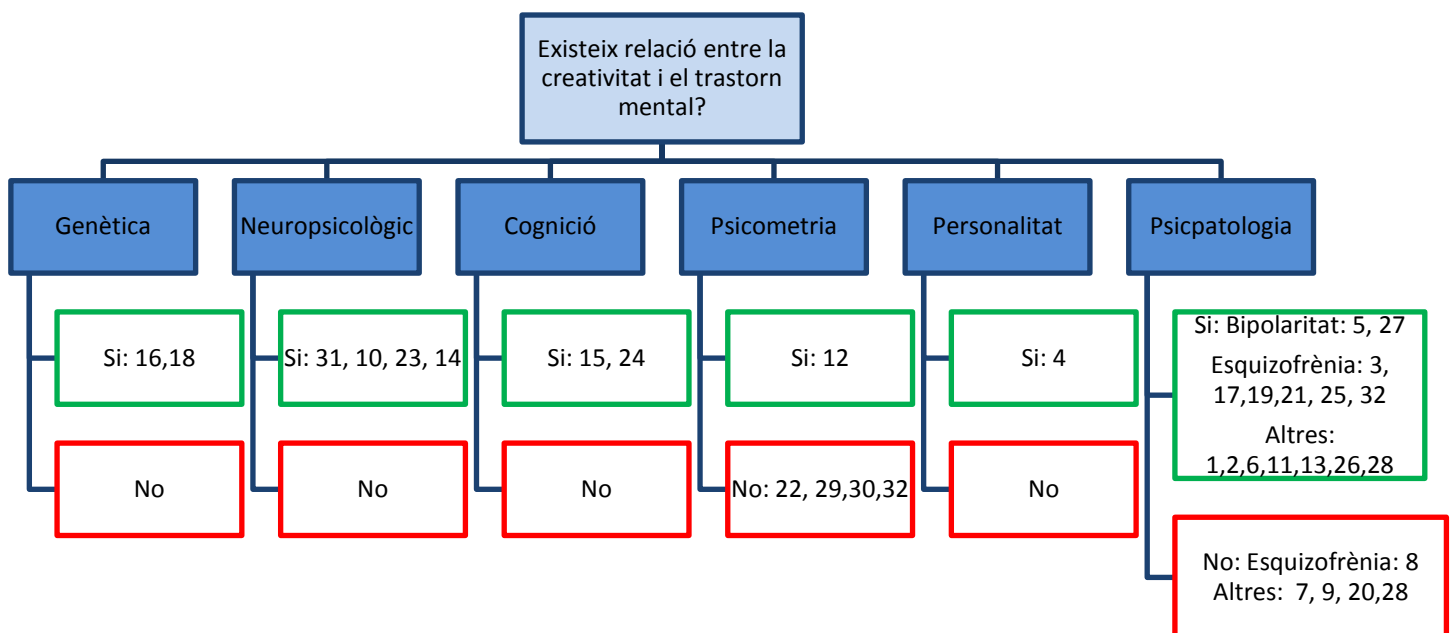 Existeix relació entre la
creativitat i el trastorn
mental?
Genètica
Neuropsicològic
Cognició
Psicometria
Personalitat
Psicpatologia
Si: 16,18
Si: 31, 10, 23, 14
Si: 15, 24
Si: 12
Si: 4
Si: Bipolaritat: 5, 27
Esquizofrènia: 3,
17,19,21, 25, 32
Altres:
1,2,6,11,13,26,28
No
No
No
No: 22, 29,30,32
No
No: Esquizofrènia: 8
Altres: 7, 9, 20,28